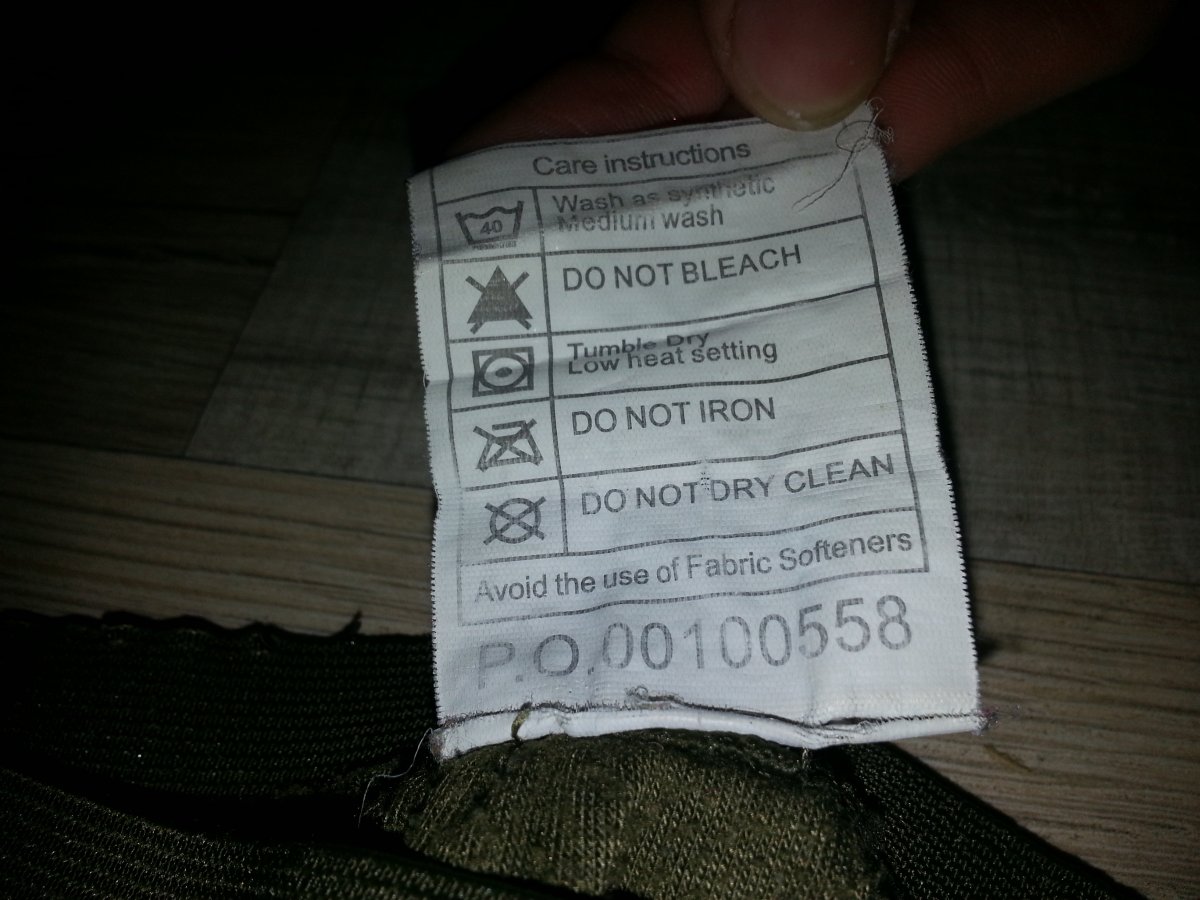 Care instructions
40
Wash as synthetic
Medium wash
DO NOT BLEACH
Tumble Dry
Low heat setting
DO NOT IRON
DO NOT DRY CLEAN
Avoid the use of Fabric Softeners
P.O.00100558